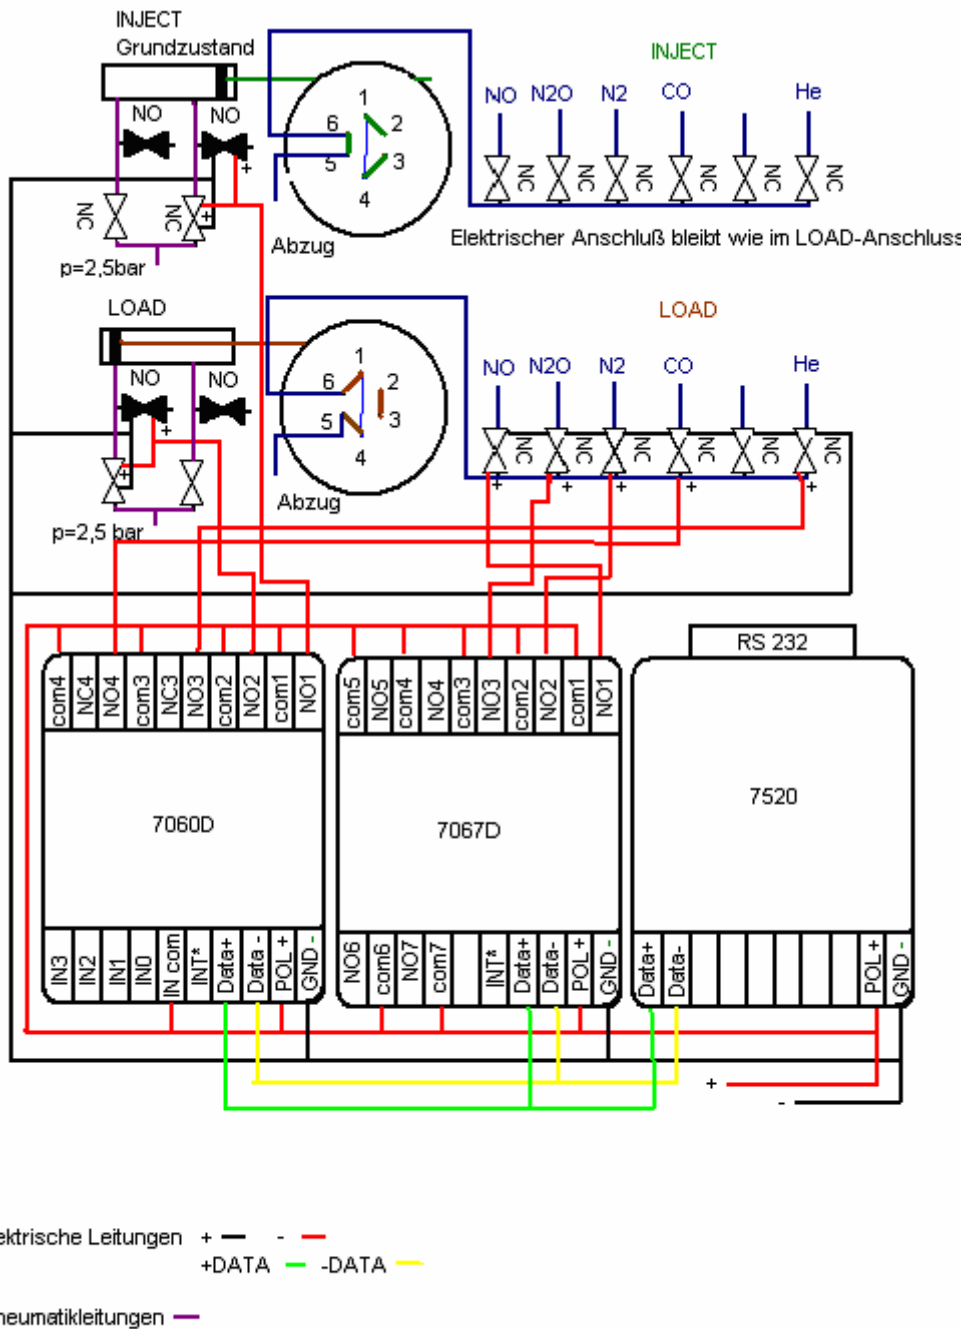 INJECT
Grundzustand
NO
NO
NC
NC
+
+
p=2,5bar
1
2
3
4
5
6
Abzug
INJECT
NO N2O N2 CO He
NC NC NC NC NC NC
Elektrischer Anschluß bleibt wie im LOAD-Anschluss
LOAD
NO
NO
+
+
p=2,5 bar
1
2
3
4
5
6
Abzug
LOAD
NO N2O N2 CO He
NC NC NC NC NC NC
+ + + + +
com4 NC4 NO4 com3 NC3 NO3 com2 NO2 com1 NO1
7060D
IN3 IN2 IN1 IN0 IN com INT* Data+ Data - POL + GND -
com5 NO5 com4 NO4 com3 NO3 com2 NO2 com1 NO1
7067D
NO6 com6 NO7 com7 INT* Data+ Data- POL + GND -
RS 232
7520
Data+ Data- POL+ GND -
+
-
ektrische Leitungen + -
+DATA -DATA
neumatikleitungen